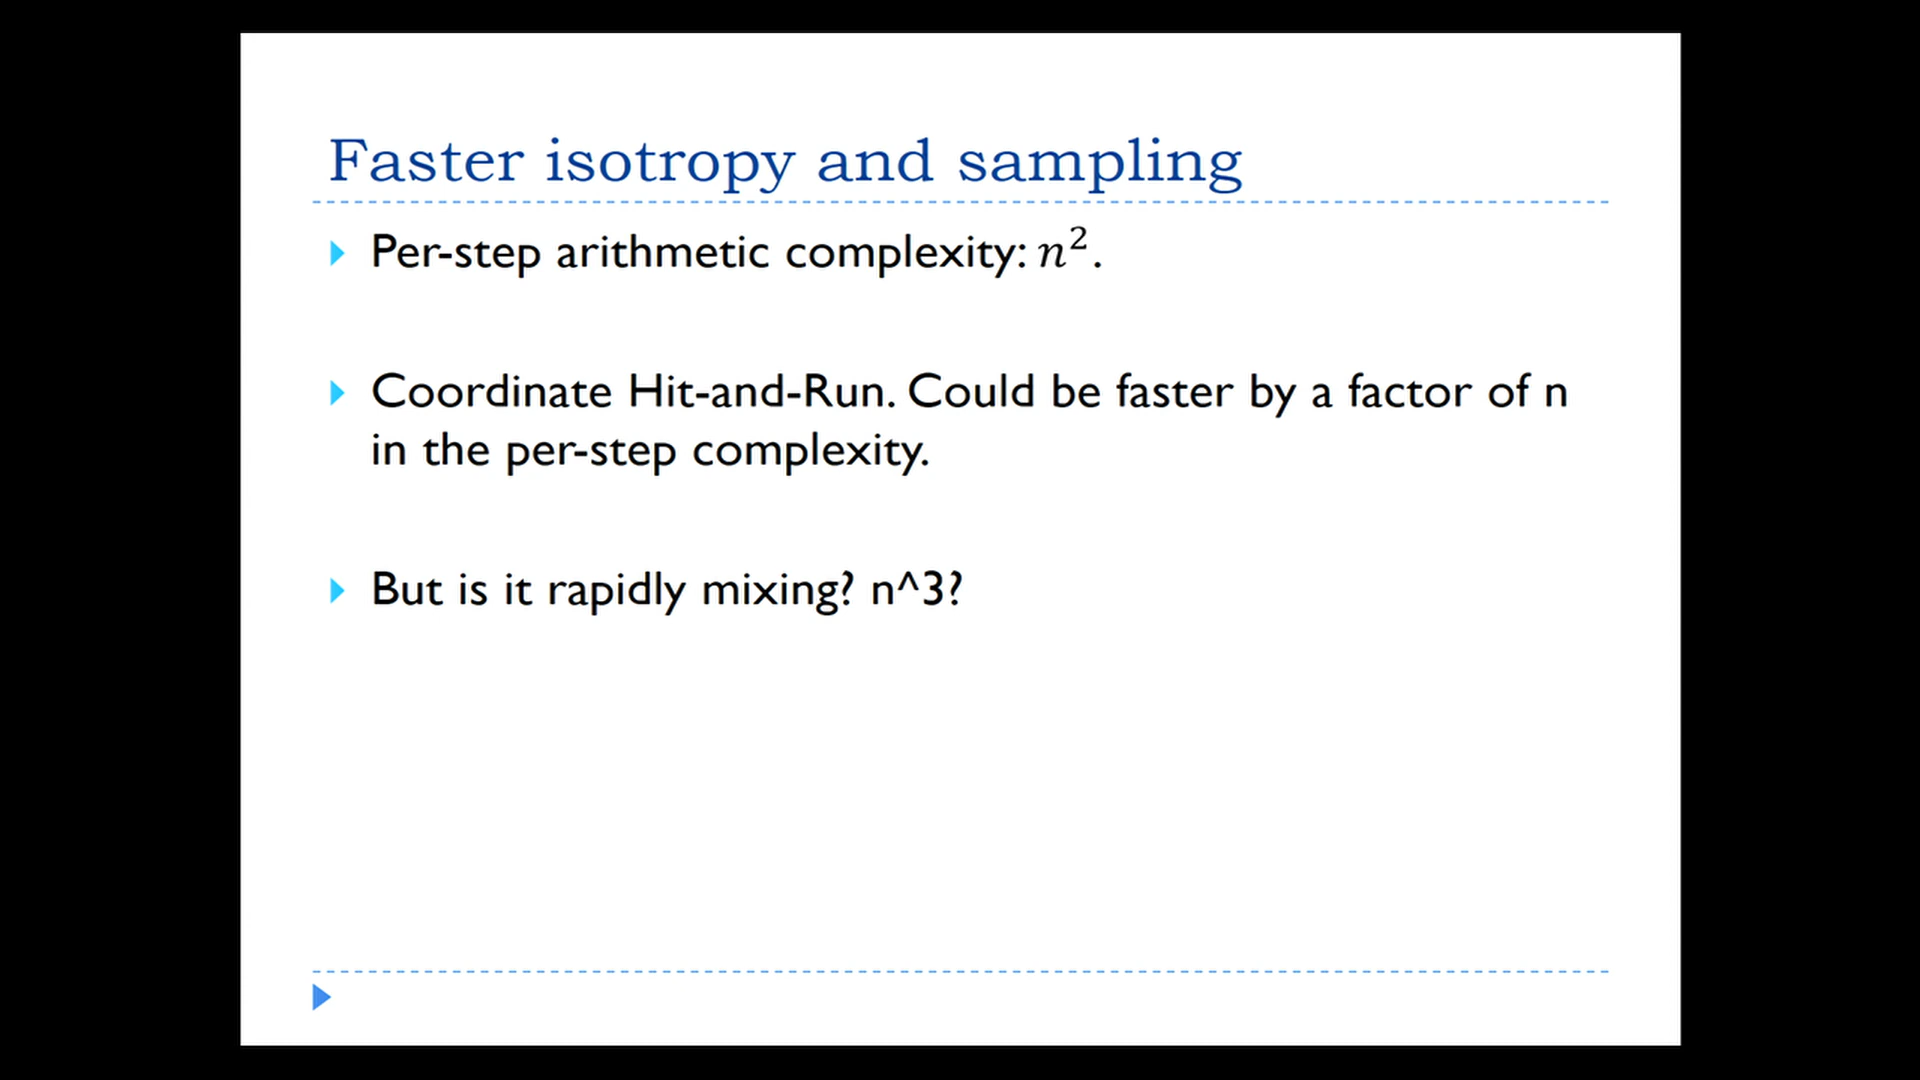 Faster isotropy and sampling
Per-step arithmetic complexity: n².
Coordinate Hit-and-Run. Could be faster by a factor of n
in the per-step complexity.
But is it rapidly mixing? n^3?